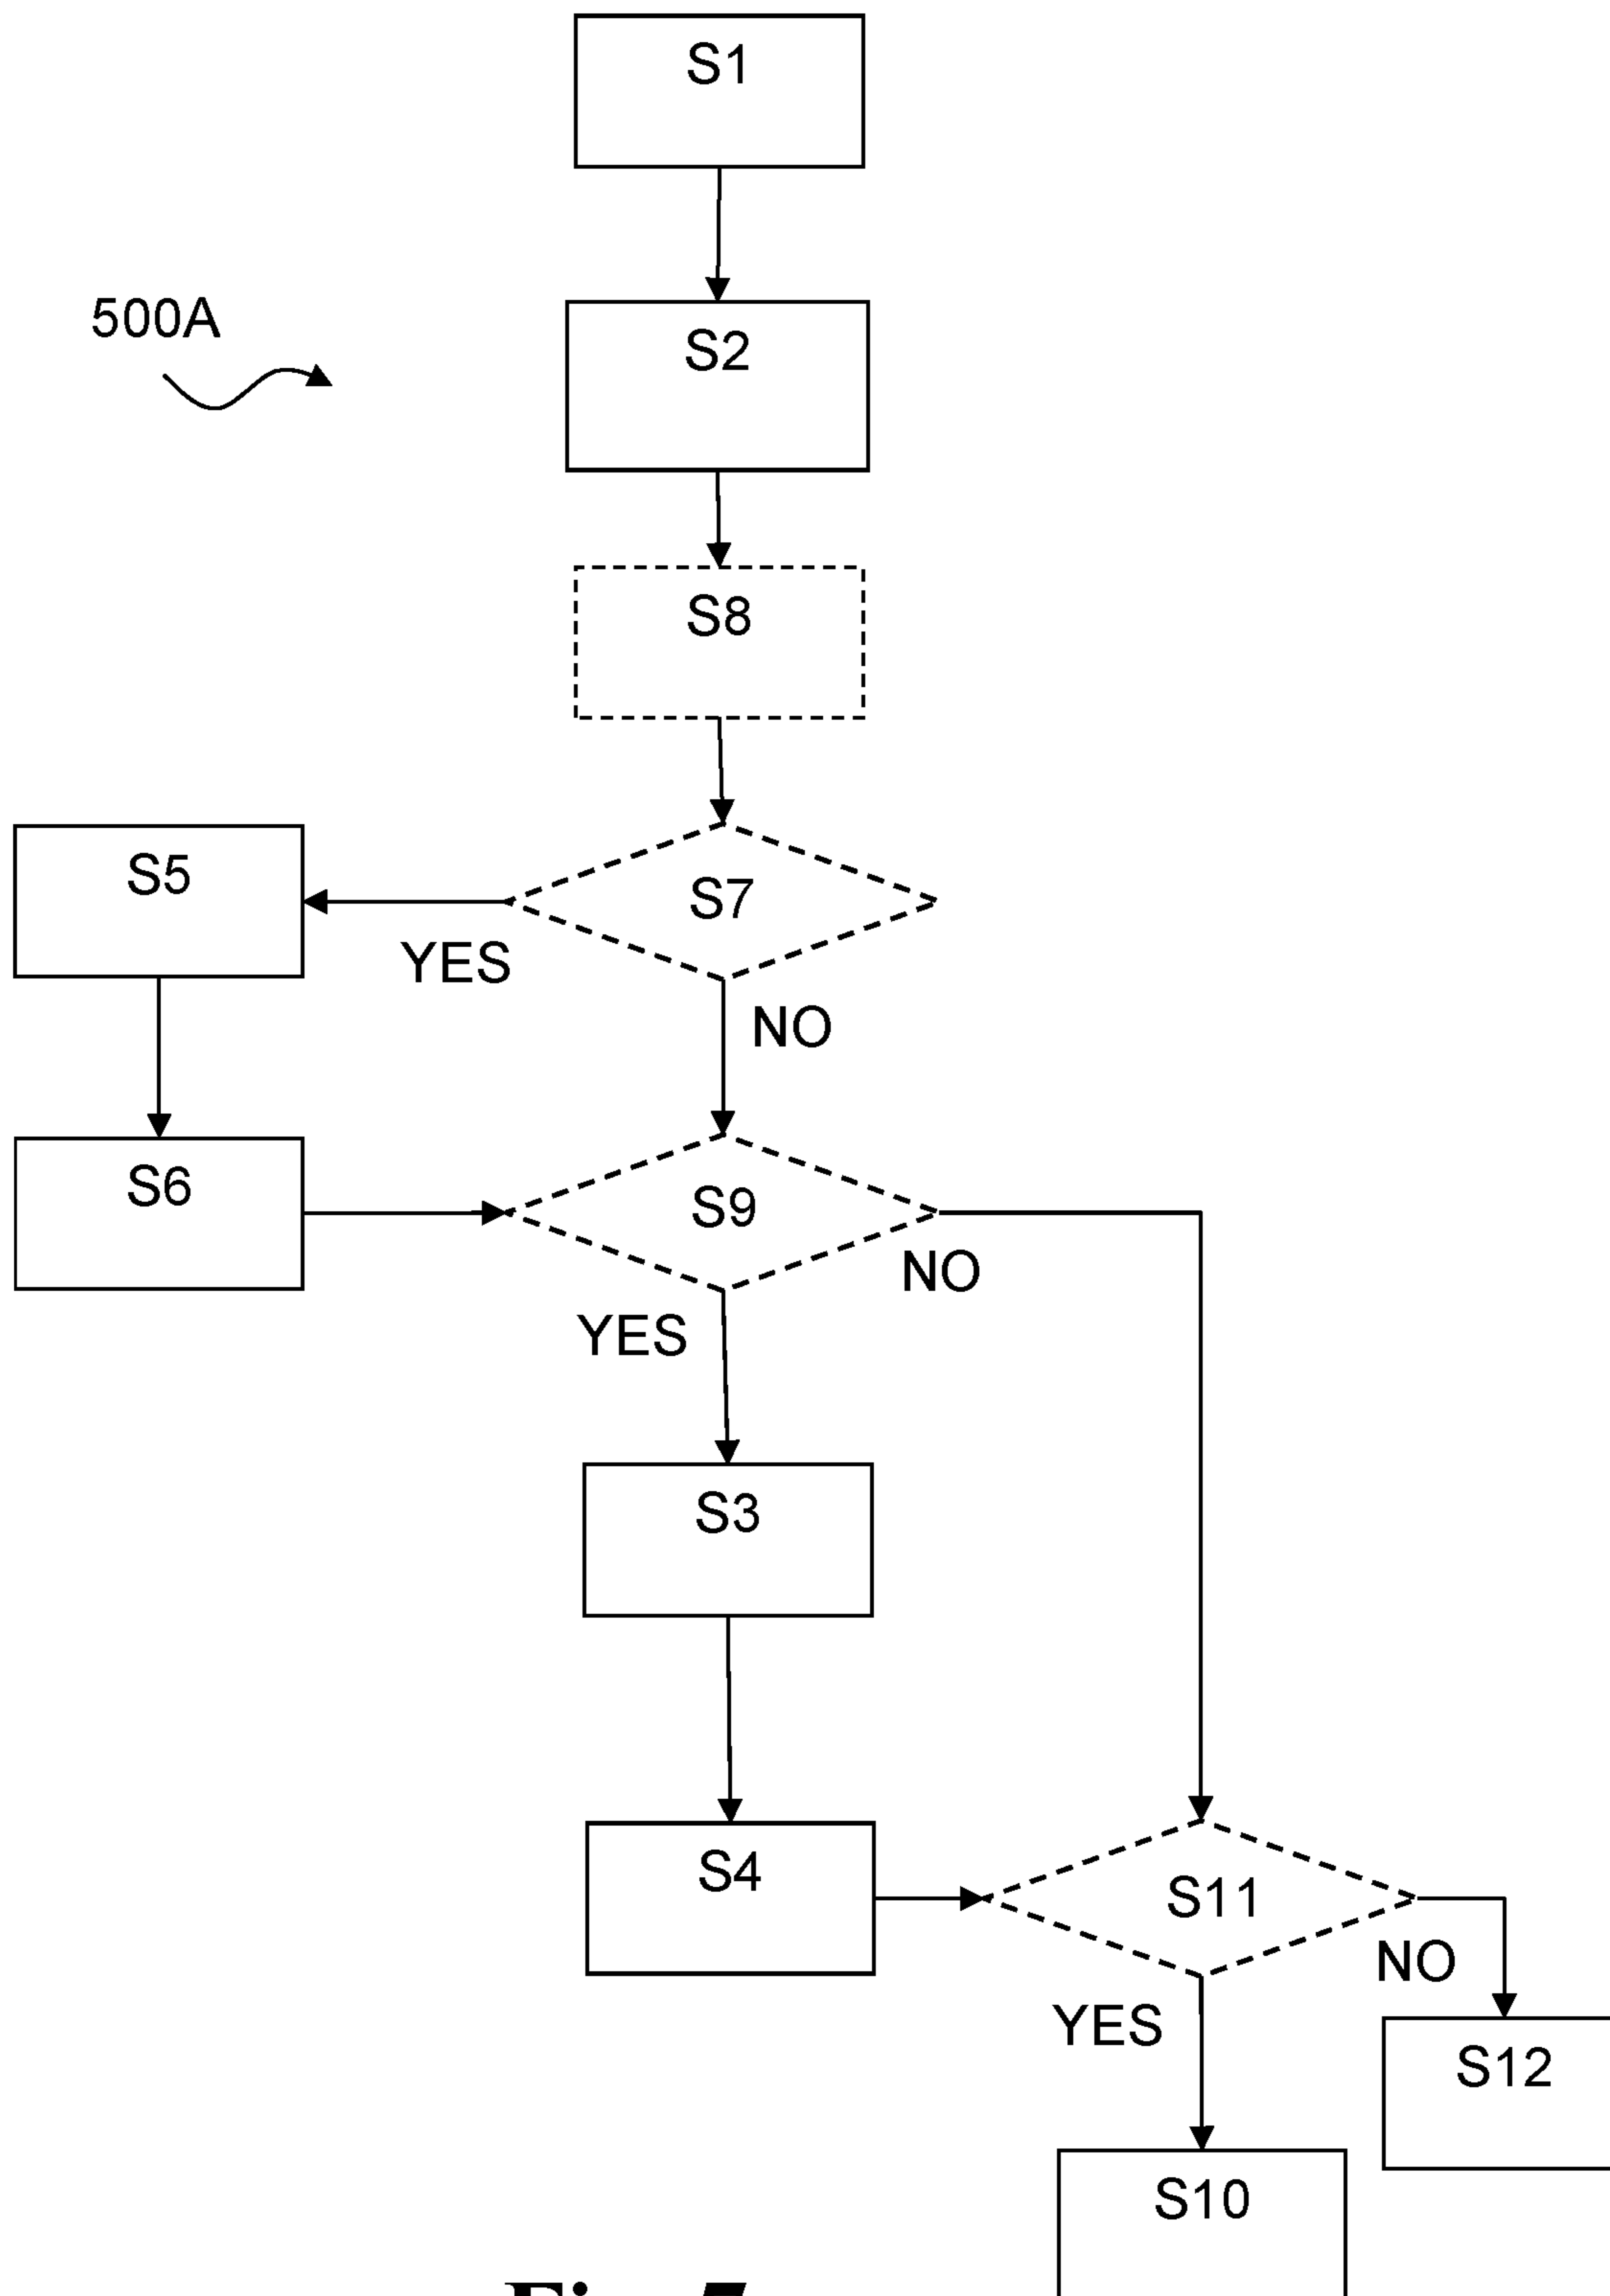 S1
500A
S2
S8
S5
S7
YES
NO
S6
S9
NO
YES
S3
S4
S11
NO
YES
S12
S10